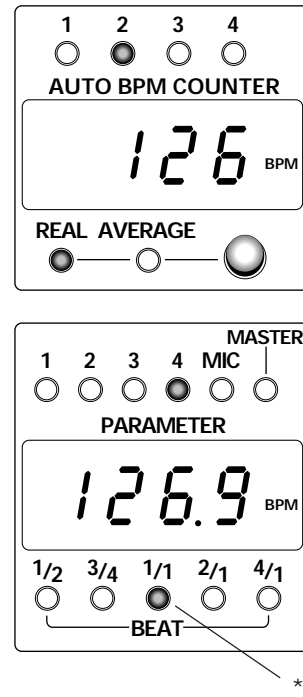 1 2 3 4
AUTO BPM COUNTER
126 BPM
REAL AVERAGE
MASTER
1 2 3 4 MIC
PARAMETER
126.9 BPM
1/2 3/4 1/1 2/1 4/1
BEAT
*